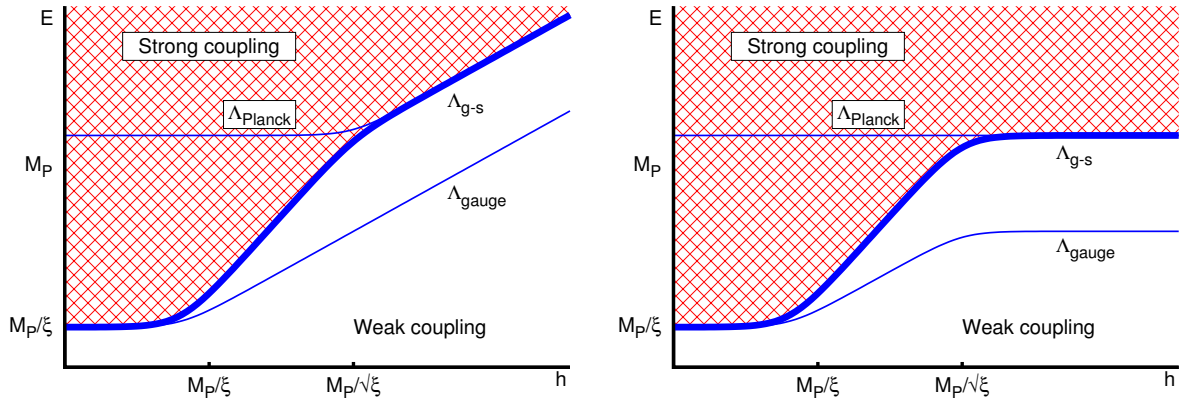 E
Strong coupling
Λ_Planck
Λ_g-s
M_P
Λ_gauge
M_P/ξ
Weak coupling
M_P/ξ
M_P/√ξ
h
E
Strong coupling
Λ_Planck
M_P
Λ_g-s
Λ_gauge
M_P/ξ
Weak coupling
M_P/ξ
M_P/√ξ
h